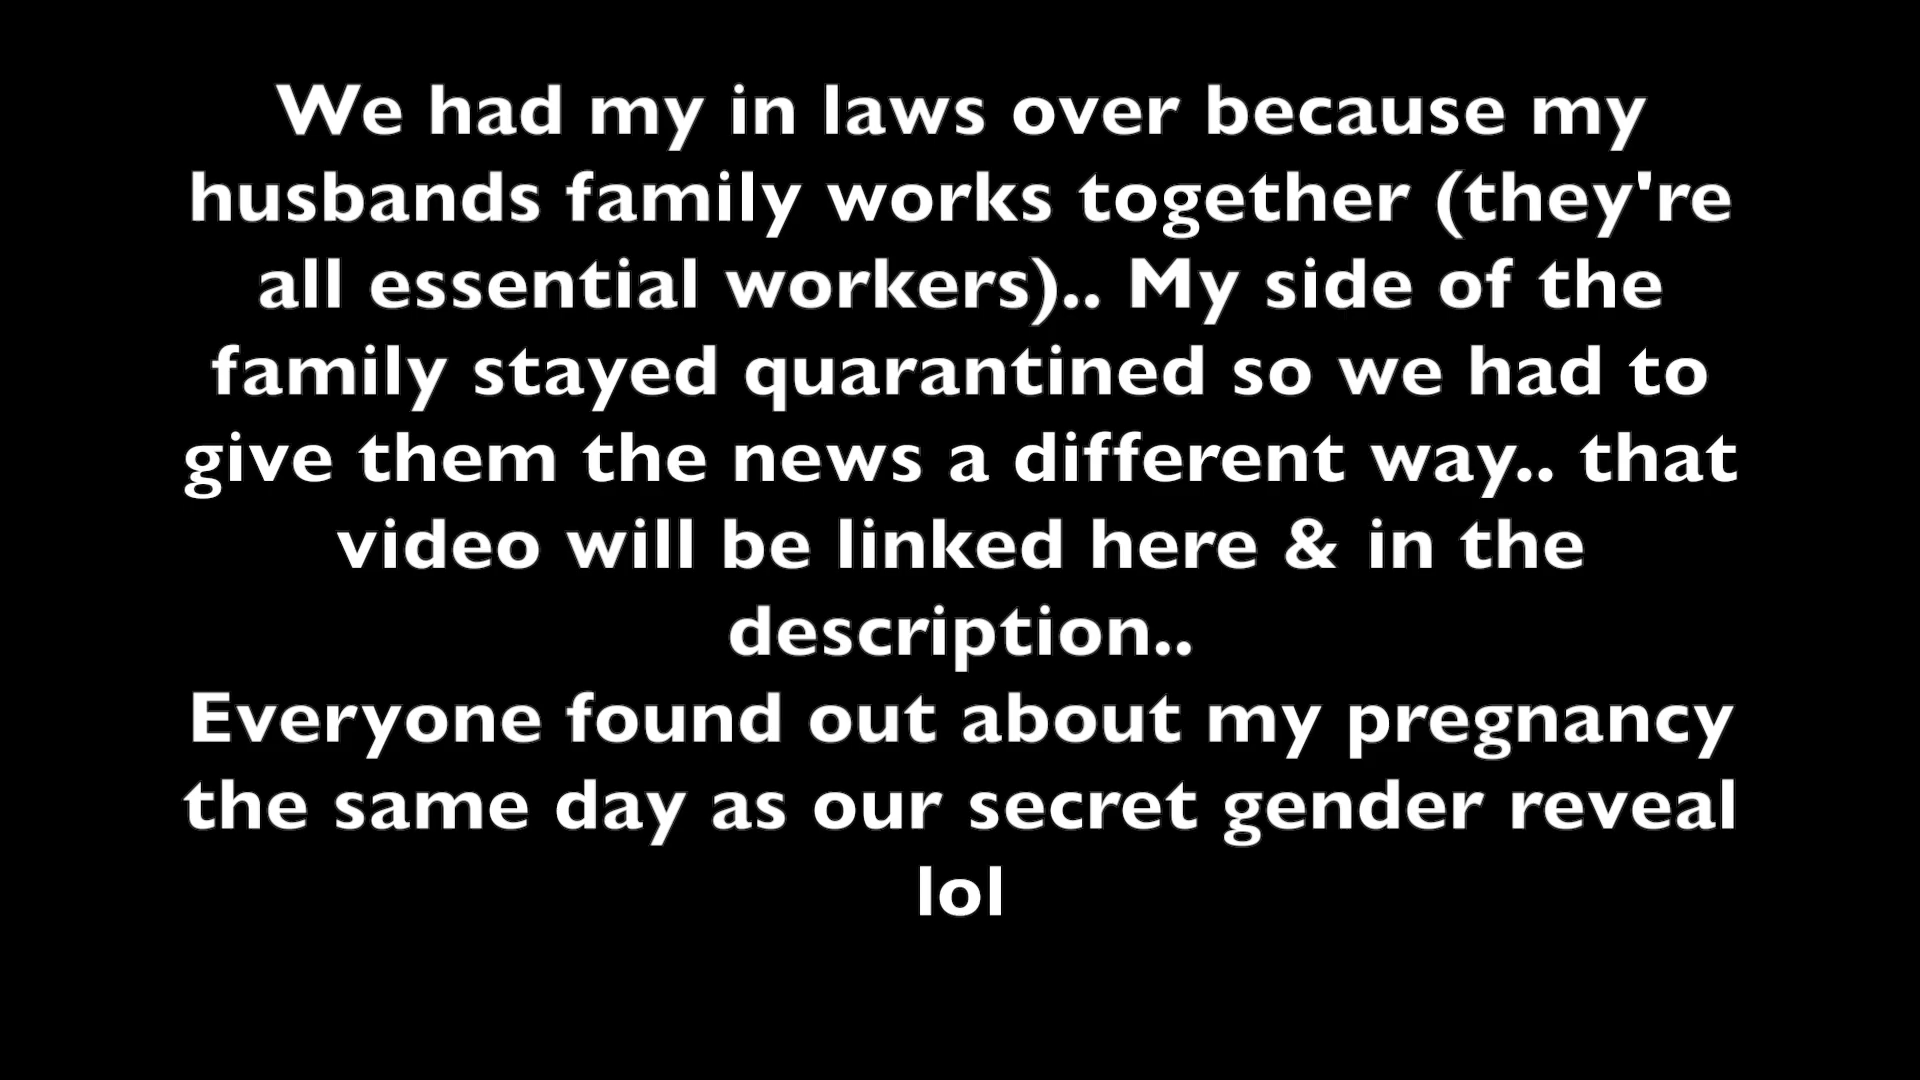 We had my in laws over because my
husbands family works together (they're
all essential workers).. My side of the
family stayed quarantined so we had to
give them the news a different way.. that
video will be linked here & in the
description..
Everyone found out about my pregnancy
the same day as our secret gender reveal
lol